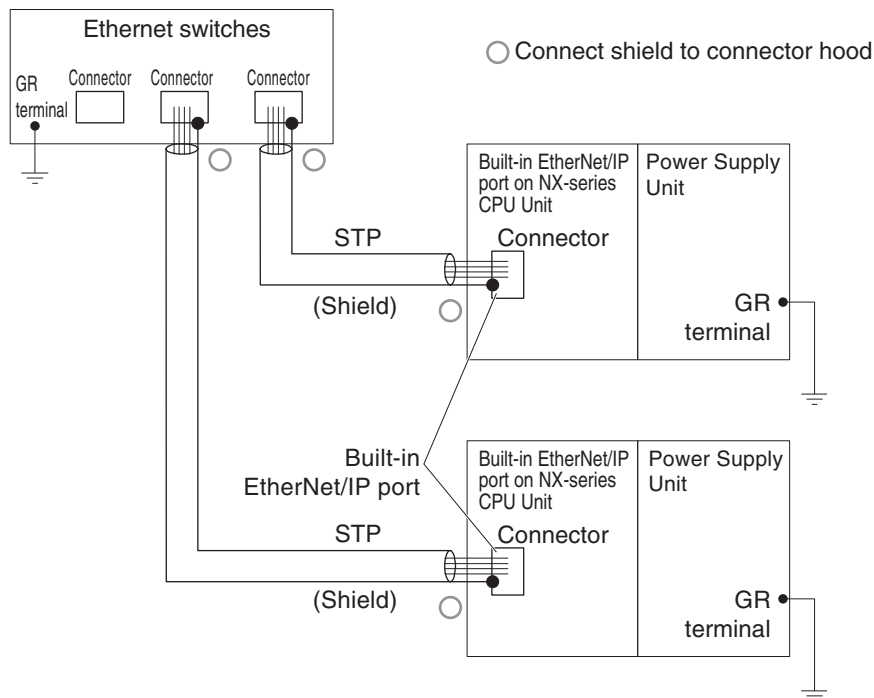 Ethernet switches
Connect shield to connector hood
GR
terminal
Connector
Connector
Connector
Built-in EtherNet/IP
port on NX-series
CPU Unit
Power Supply
Unit
STP
Connector
(Shield)
GR
terminal
Built-in
EtherNet/IP port
Built-in EtherNet/IP
port on NX-series
CPU Unit
Power Supply
Unit
STP
Connector
(Shield)
GR
terminal